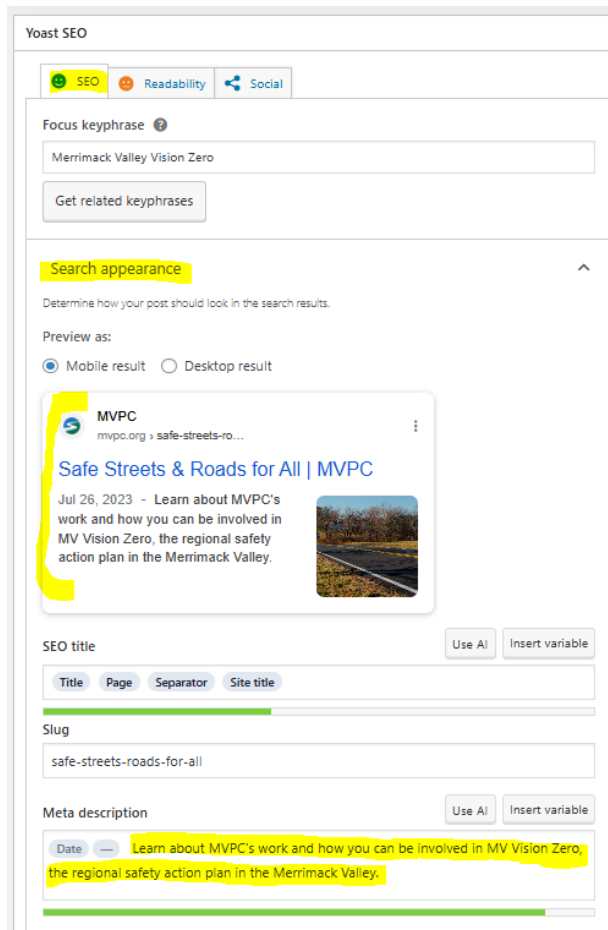 Yoast SEO
SEO
Readability
Social
Focus keyphrase
Merrimack Valley Vision Zero
Get related keyphrases
Search appearance
Determine how your post should look in the search results.
Preview as:
Mobile result
Desktop result
MVPC
mvpc.org › safe-streets-ro...
Safe Streets & Roads for All | MVPC
Jul 26, 2023 - Learn about MVPC's
work and how you can be involved in
MV Vision Zero, the regional safety
action plan in the Merrimack Valley.
SEO title
Use AI
Insert variable
Title Page Separator Site title
Slug
safe-streets-roads-for-all
Meta description
Use AI
Insert variable
Date — Learn about MVPC's work and how you can be involved in MV Vision Zero,
the regional safety action plan in the Merrimack Valley.